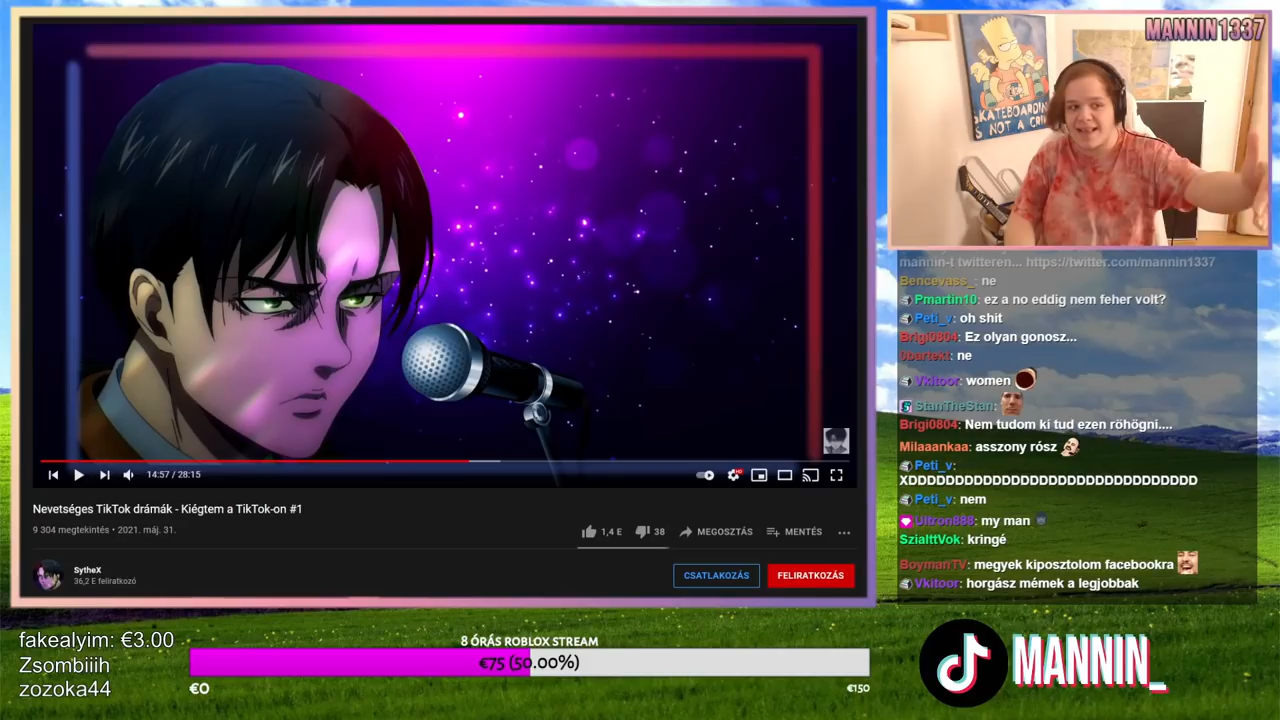 14:57 / 28:15
HD
Nevetséges TikTok drámák - Kiégtem a TikTok-on #1
9 304 megtekintés • 2021. máj. 31.
1,4 E
38
MEGOSZTÁS
MENTÉS
SytheX
36,2 E feliratkozó
CSATLAKOZÁS
FELIRATKOZÁS
MANNIN1337
SKATEBOARDING
IS NOT A CRIME
mannin-t twitteren... https://twitter.com/mannin1337
Bencevass_: ne
Pmartin10: ez a no eddig nem feher volt?
Peti_v: oh shit
Brigi0804: Ez olyan gonosz...
0bartek: ne
Vkitoor: women
StanTheStan:
Brigi0804: Nem tudom ki tud ezen röhögni....
Milaaankaa: asszony rósz
Peti_v:
XDDDDDDDDDDDDDDDDDDDDDDDDDDDDDDD
Peti_v: nem
Ultron888: my man
SzialttVok: kringé
BoymanTV: megyek kiposztolom facebookra
Vkitoor: horgász mémek a legjobbak
fakealyim: €3.00
Zsombiiih
zozoka44
8 ÓRÁS ROBLOX STREAM
€75 (50.00%)
€0
€150
MANNIN_